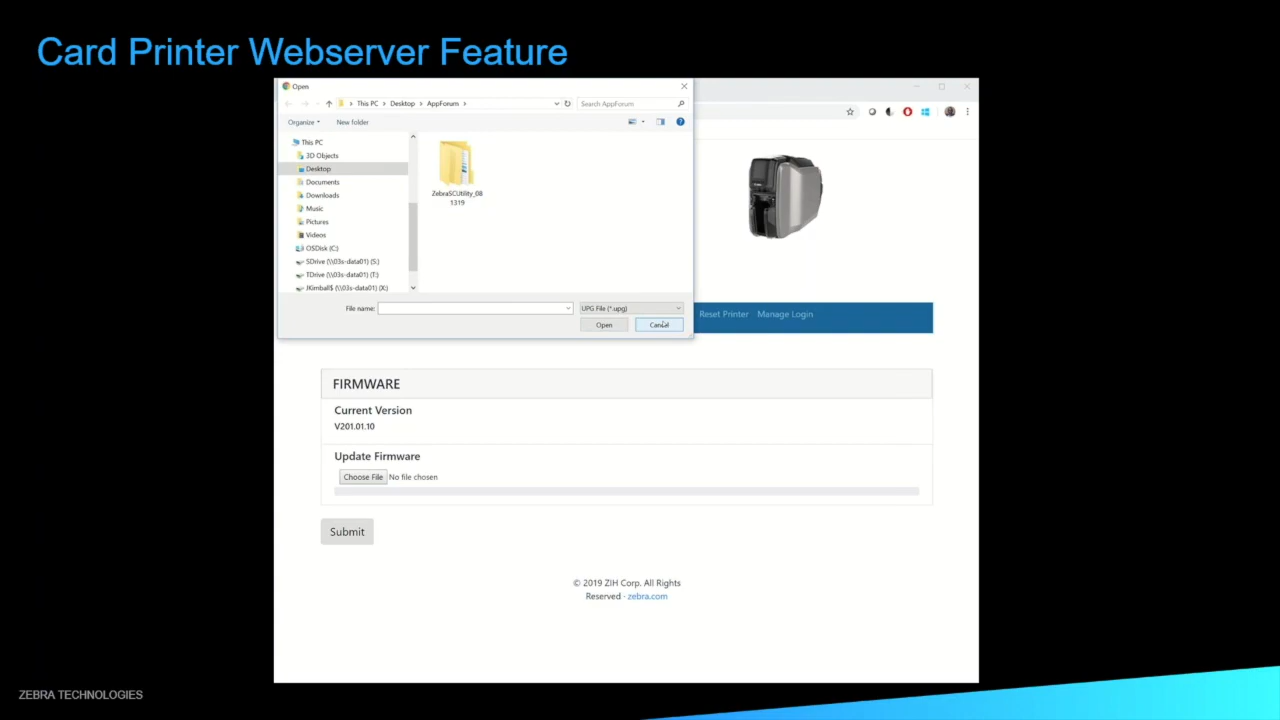 Card Printer Webserver Feature
Open
This PC
Desktop
AppForum
Search AppForum
Organize
New folder
This PC
3D Objects
Desktop
Documents
Downloads
Music
Pictures
Videos
OSDisk (C:)
SDrive (\\03s-data01) (S:)
TDrive (\\03s-data01) (T:)
JKimball$ (\\03s-data01) (X:)
ZebraSCUtility_08
1319
File name:
UPG File (*.upg)
Open
Cancel
Reset Printer
Manage Login
FIRMWARE
Current Version
V201.01.10
Update Firmware
Choose File No file chosen
Submit
© 2019 ZIH Corp. All Rights
Reserved · zebra.com
ZEBRA TECHNOLOGIES